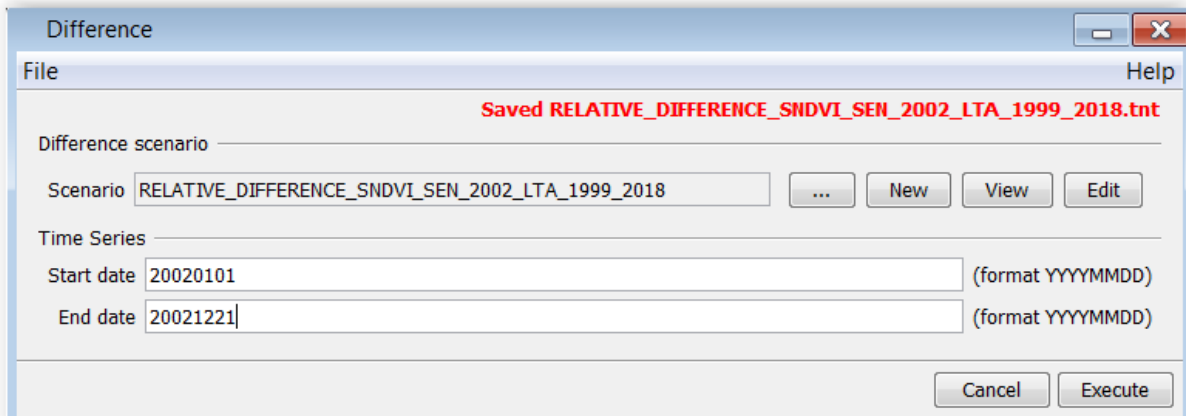 Difference
File Help
Saved RELATIVE_DIFFERENCE_SNDVI_SEN_2002_LTA_1999_2018.tnt
Difference scenario
Scenario RELATIVE_DIFFERENCE_SNDVI_SEN_2002_LTA_1999_2018 ... New View Edit
Time Series
Start date 20020101 (format YYYYMMDD)
End date 20021221 (format YYYYMMDD)
Cancel Execute